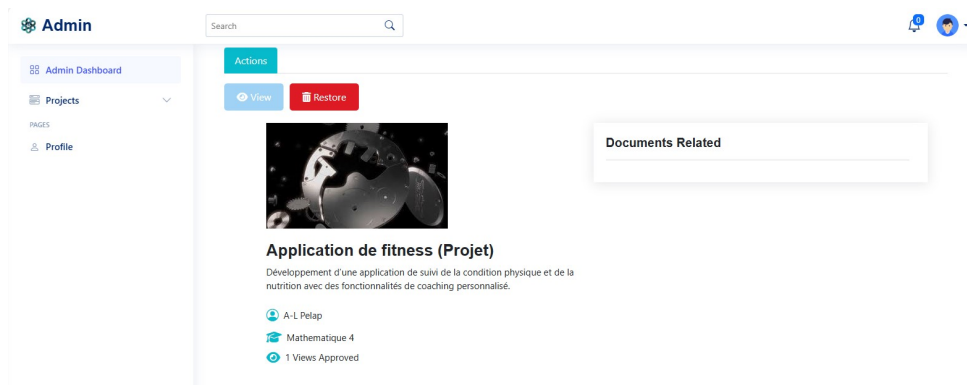 Admin
Search
0
Admin Dashboard
Projects
PAGES
Profile
Actions
View
Restore
Documents Related
Application de fitness (Projet)
Développement d'une application de suivi de la condition physique et de la
nutrition avec des fonctionnalités de coaching personnalisé.
A-L Pelap
Mathematique 4
1 Views Approved